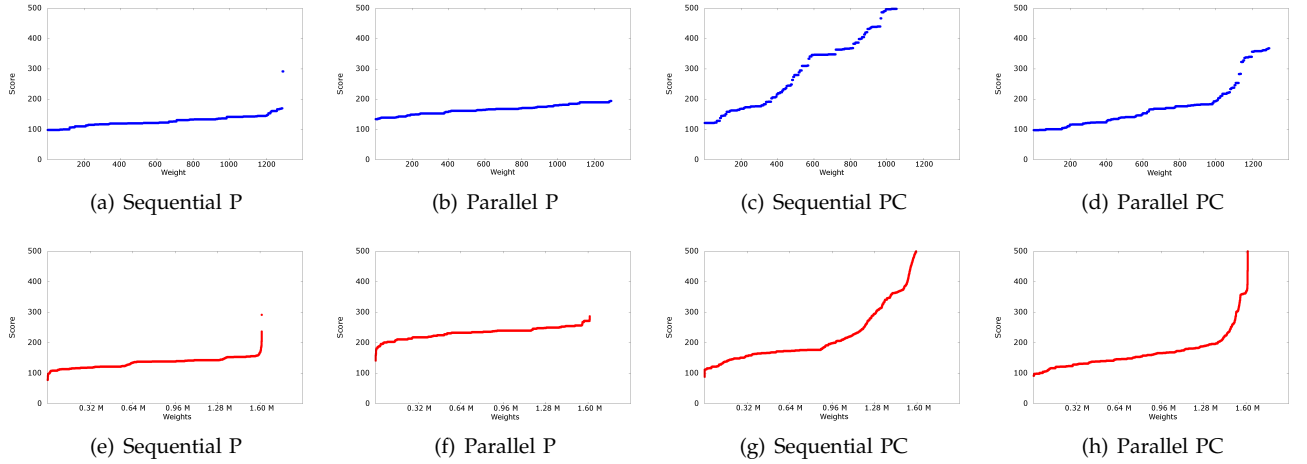 500
400
300
200
100
0
Score
200 400 600 800 1000 1200
Weight
(a) Sequential P
500
400
300
200
100
0
Score
200 400 600 800 1000 1200
Weight
(b) Parallel P
500
400
300
200
100
0
Score
200 400 600 800 1000 1200
Weight
(c) Sequential PC
500
400
300
200
100
0
Score
200 400 600 800 1000 1200
Weight
(d) Parallel PC
500
400
300
200
100
0
Score
0.32 M 0.64 M 0.96 M 1.28 M 1.60 M
Weights
(e) Sequential P
500
400
300
200
100
0
Score
0.32 M 0.64 M 0.96 M 1.28 M 1.60 M
Weights
(f) Parallel P
500
400
300
200
100
0
Score
0.32 M 0.64 M 0.96 M 1.28 M 1.60 M
Weights
(g) Sequential PC
500
400
300
200
100
0
Score
0.32 M 0.64 M 0.96 M 1.28 M 1.60 M
Weights
(h) Parallel PC